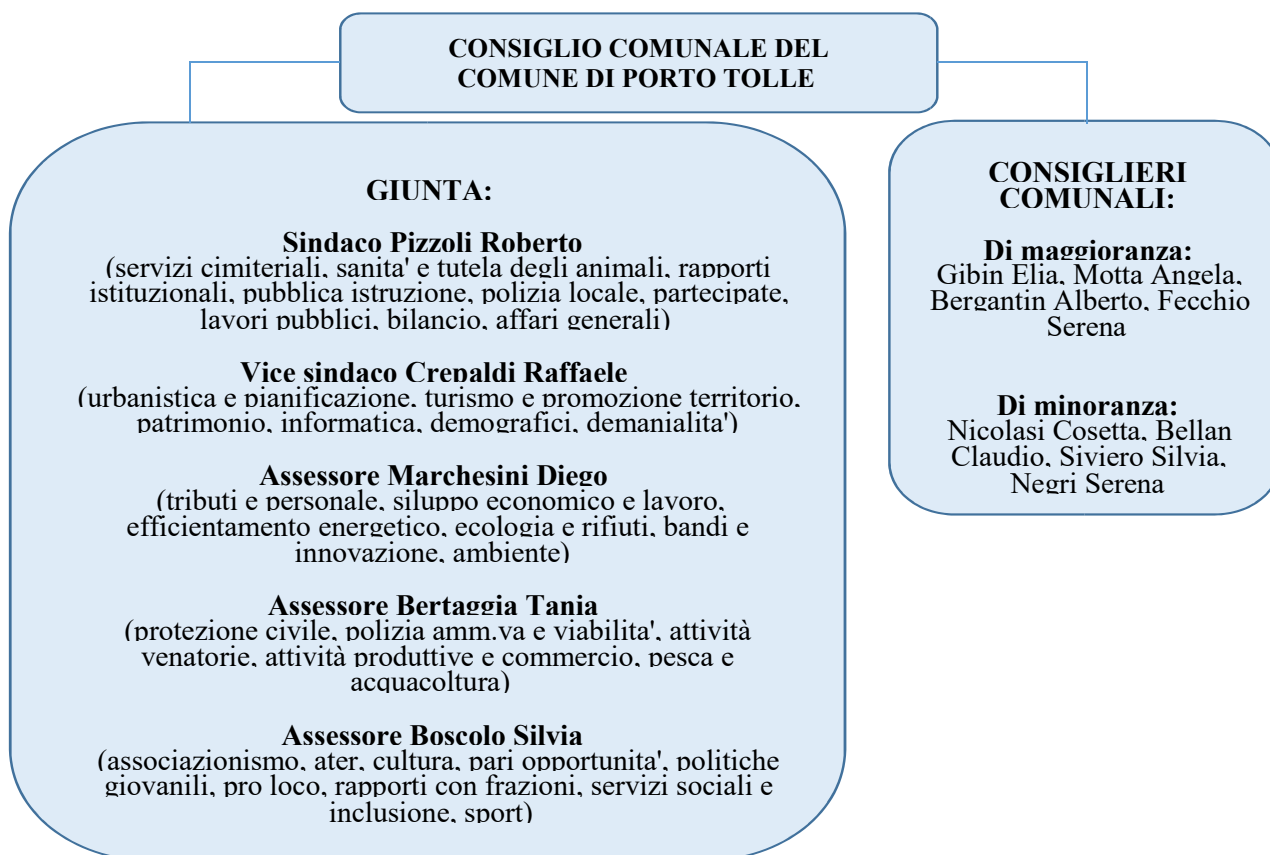 CONSIGLIO COMUNALE DEL
COMUNE DI PORTO TOLLE
GIUNTA:
Sindaco Pizzoli Roberto
(servizi cimiteriali, sanita' e tutela degli animali, rapporti
istituzionali, pubblica istruzione, polizia locale, partecipate,
lavori pubblici, bilancio, affari generali)
Vice sindaco Crepaldi Raffaele
(urbanistica e pianificazione, turismo e promozione territorio,
patrimonio, informatica, demografici, demanialita')
Assessore Marchesini Diego
(tributi e personale, siluppo economico e lavoro,
efficientamento energetico, ecologia e rifiuti, bandi e
innovazione, ambiente)
Assessore Bertaggia Tania
(protezione civile, polizia amm.va e viabilita', attività
venatorie, attività produttive e commercio, pesca e
acquacoltura)
Assessore Boscolo Silvia
(associazionismo, ater, cultura, pari opportunita', politiche
giovanili, pro loco, rapporti con frazioni, servizi sociali e
inclusione, sport)
CONSIGLIERI
COMUNALI:
Di maggioranza:
Gibin Elia, Motta Angela,
Bergantin Alberto, Fecchio
Serena
Di minoranza:
Nicolasi Cosetta, Bellan
Claudio, Siviero Silvia,
Negri Serena